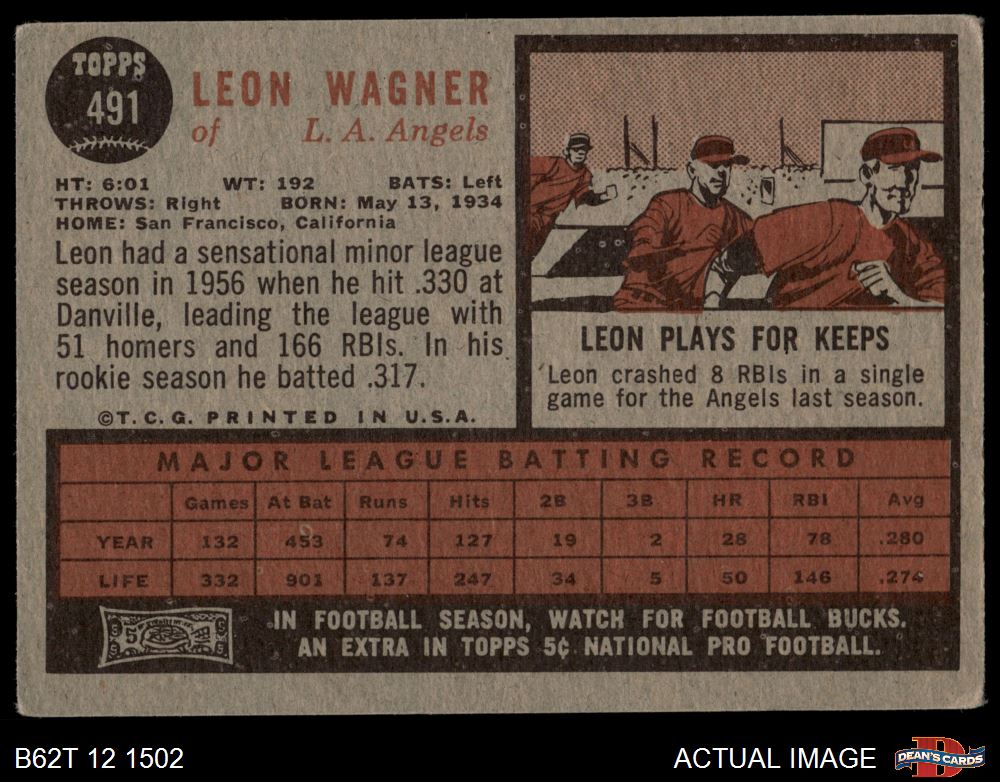 TOPPS
491
LEON WAGNER
of L. A. Angels
HT: 6:01 WT: 192 BATS: Left
THROWS: Right BORN: May 13, 1934
HOME: San Francisco, California
Leon had a sensational minor league
season in 1956 when he hit .330 at
Danville, leading the league with
51 homers and 166 RBIs. In his
rookie season he batted .317.
©T.C.G. PRINTED IN U.S.A.
LEON PLAYS FOR KEEPS
Leon crashed 8 RBIs in a single
game for the Angels last season.
MAJOR LEAGUE BATTING RECORD
Games At Bat Runs Hits 2B 3B HR RBI Avg
YEAR 132 453 74 127 19 2 28 78 .280
LIFE 332 901 137 247 34 5 50 146 .274
5
IN FOOTBALL SEASON, WATCH FOR FOOTBALL BUCKS.
AN EXTRA IN TOPPS 5¢ NATIONAL PRO FOOTBALL.
B62T 12 1502 ACTUAL IMAGE
D
DEAN'S CARDS